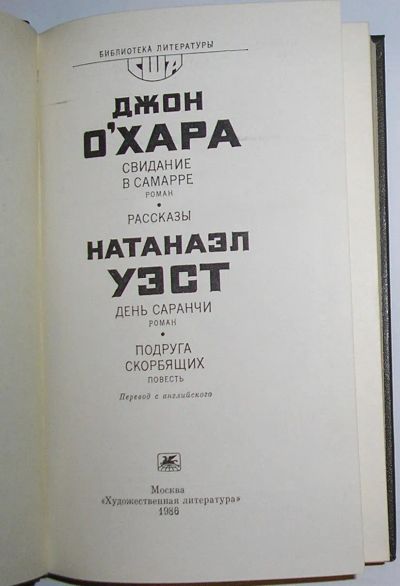 БИБЛИОТЕКА ЛИТЕРАТУРЫ
США
ДЖОН
О'ХАРА
СВИДАНИЕ
В САМАРРЕ
РОМАН
•
РАССКАЗЫ
НАТАНАЭЛ
УЭСТ
ДЕНЬ САРАНЧИ
РОМАН
•
ПОДРУГА
СКОРБЯЩИХ
ПОВЕСТЬ
Перевод с английского
Москва
«Художественная литература»
1986